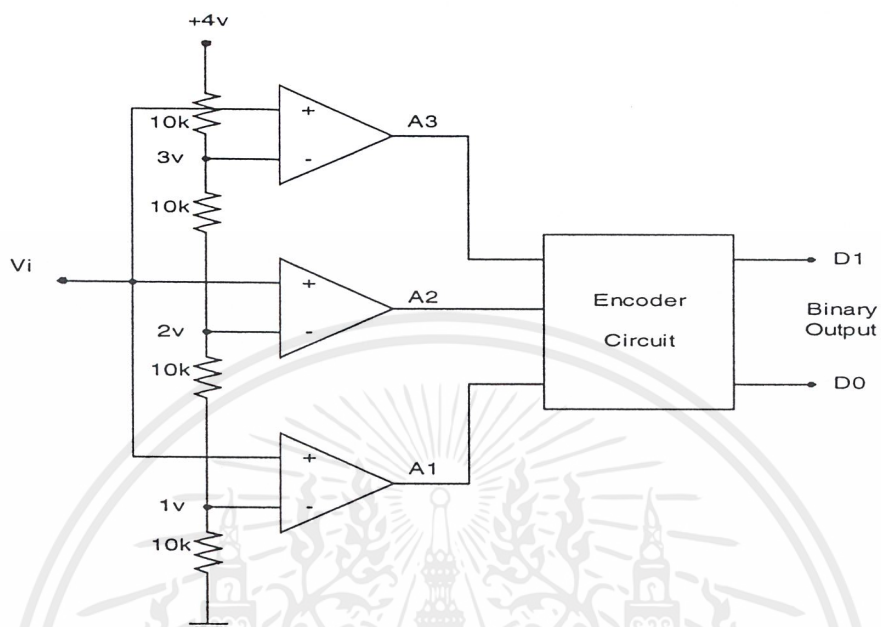 +4v
10k
+
A3
3v
-
10k
Vi
+
A2
2v
-
10k
Encoder
Circuit
D1
Binary
Output
D0
+
A1
1v
-
10k